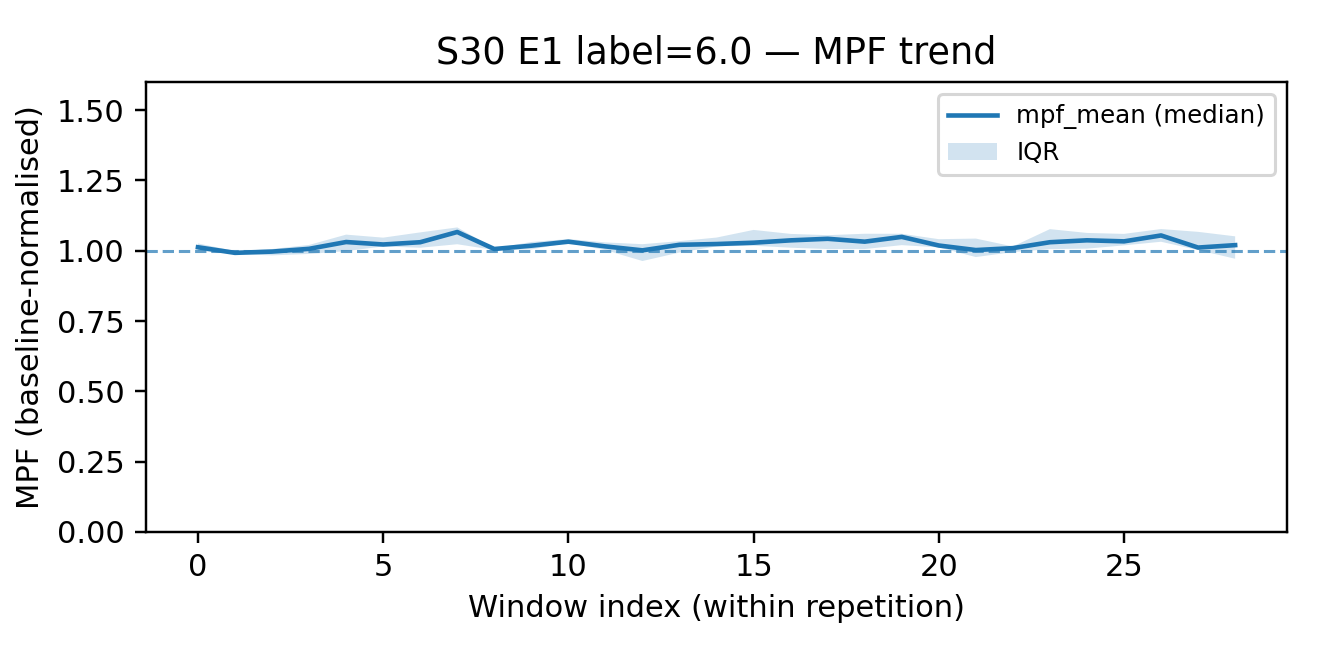 S30 E1 label=6.0 — MPF trend
mpf_mean (median)
IQR
MPF (baseline-normalised)
1.50
1.25
1.00
0.75
0.50
0.25
0.00
0
5
10
15
20
25
Window index (within repetition)